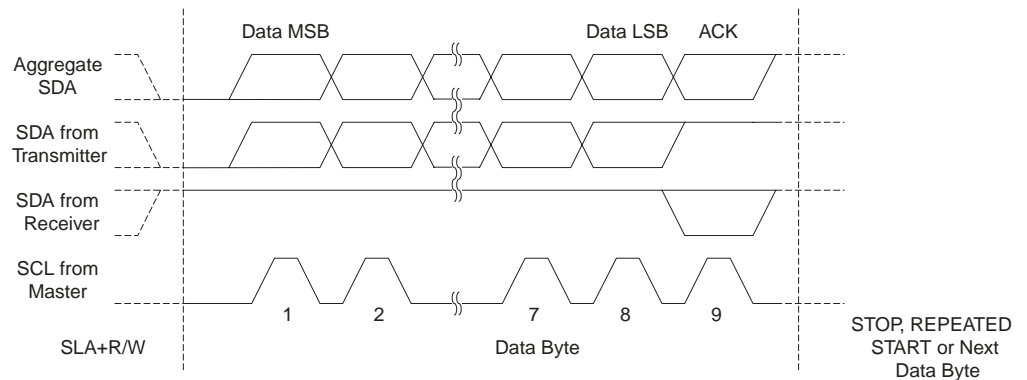 Data MSB
Data LSB
ACK
Aggregate
SDA
SDA from
Transmitter
SDA from
Receiver
SCL from
Master
1
2
7
8
9
SLA+R/W
Data Byte
STOP, REPEATED
START or Next
Data Byte